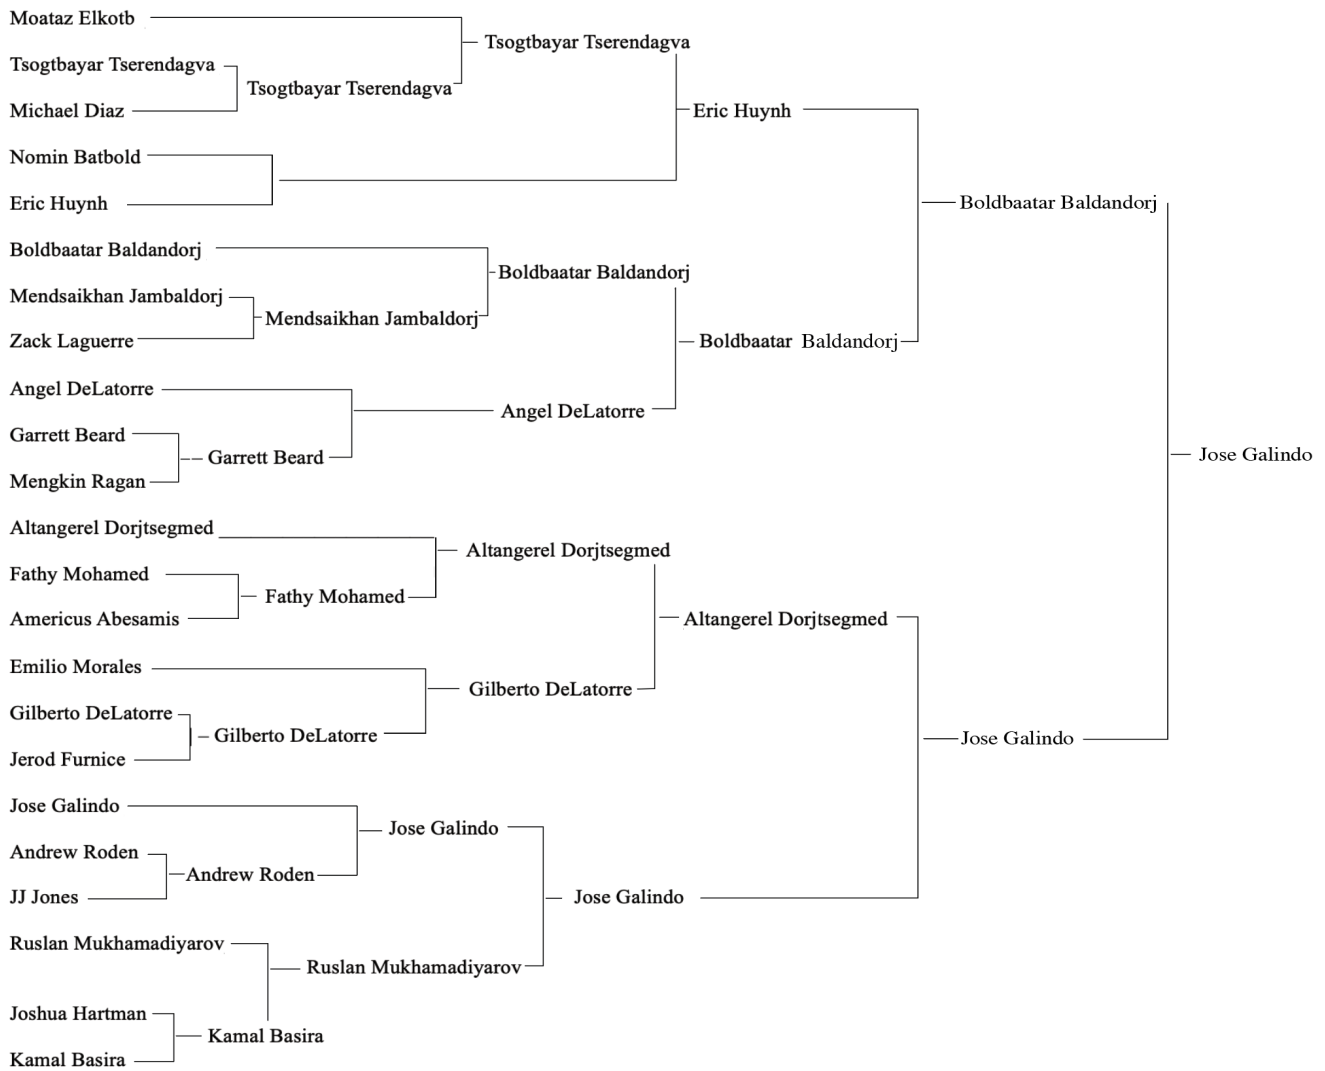 Moataz Elkotb
Tsogtbayar Tserendagva
Tsogtbayar Tserendagva
Tsogtbayar Tserendagva
Michael Diaz
Eric Huynh
Nomin Batbold
Eric Huynh
Boldbaatar Baldandorj
Boldbaatar Baldandorj
Boldbaatar Baldandorj
Mendsaikhan Jambaldorj
Mendsaikhan Jambaldorj
Zack Laguerre
Boldbaatar Baldandorj
Angel DeLatorre
Angel DeLatorre
Garrett Beard
Garrett Beard
Jose Galindo
Mengkin Ragan
Altangerel Dorjtsegmed
Altangerel Dorjtsegmed
Fathy Mohamed
Fathy Mohamed
Americus Abesamis
Altangerel Dorjtsegmed
Emilio Morales
Gilberto DeLatorre
Gilberto DeLatorre
Gilberto DeLatorre
Jose Galindo
Jerod Furnice
Jose Galindo
Jose Galindo
Andrew Roden
Andrew Roden
JJ Jones
Jose Galindo
Ruslan Mukhamadiyarov
Ruslan Mukhamadiyarov
Joshua Hartman
Kamal Basira
Kamal Basira